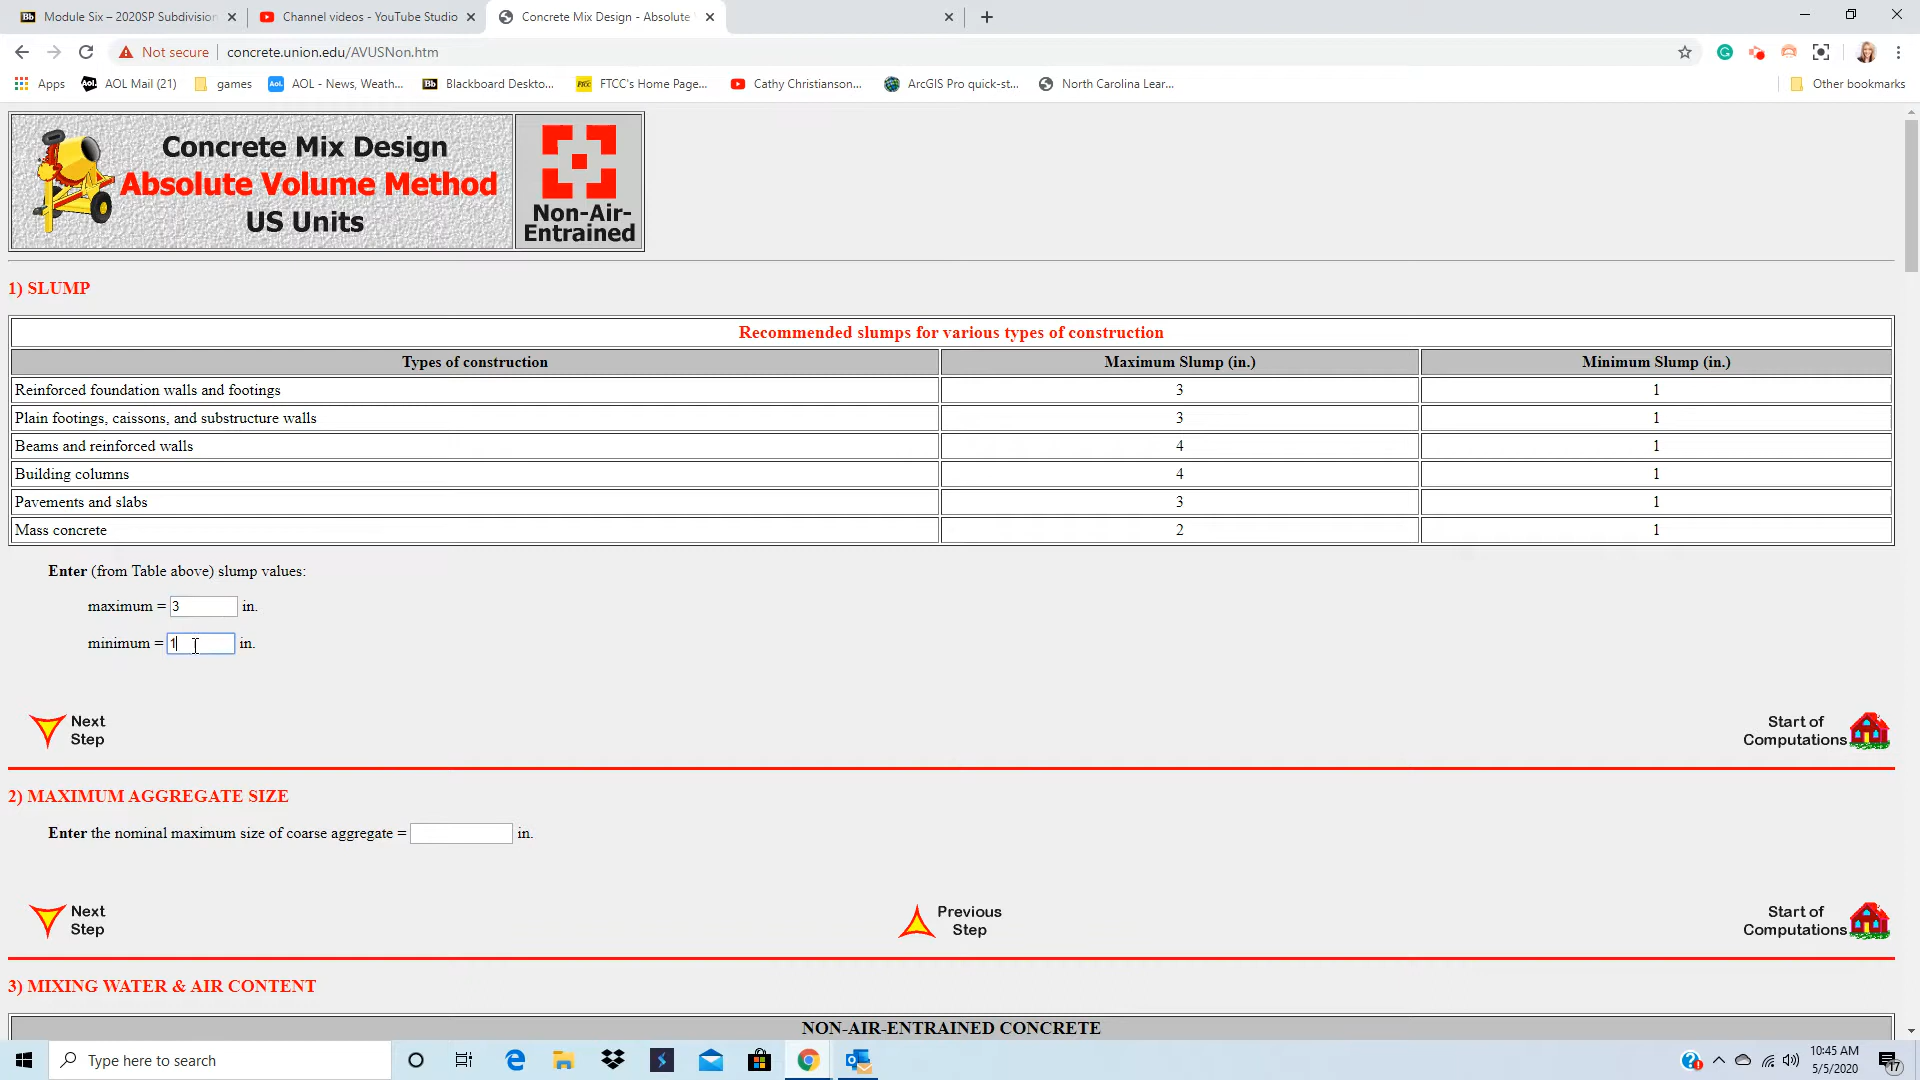 Module Six – 2020SP Subdivision
Channel videos - YouTube Studio
Concrete Mix Design - Absolute
Not secure
concrete.union.edu/AVUSNon.htm
Apps
AOL Mail (21)
games
AOL - News, Weath...
Blackboard Deskto...
FTCC's Home Page...
Cathy Christianson...
ArcGIS Pro quick-st...
North Carolina Lear...
Other bookmarks
Concrete Mix Design
Absolute Volume Method
US Units
Non-Air-
Entrained
1) SLUMP
Recommended slumps for various types of construction
Types of construction Maximum Slump (in.) Minimum Slump (in.)
Reinforced foundation walls and footings 3 1
Plain footings, caissons, and substructure walls 3 1
Beams and reinforced walls 4 1
Building columns 4 1
Pavements and slabs 3 1
Mass concrete 2 1
Enter (from Table above) slump values:
maximum = 3 in.
minimum = 1 in.
Next
Step
Start of
Computations
2) MAXIMUM AGGREGATE SIZE
Enter the nominal maximum size of coarse aggregate = in.
Next
Step
Previous
Step
Start of
Computations
3) MIXING WATER & AIR CONTENT
NON-AIR-ENTRAINED CONCRETE
Type here to search
10:45 AM
5/5/2020
17